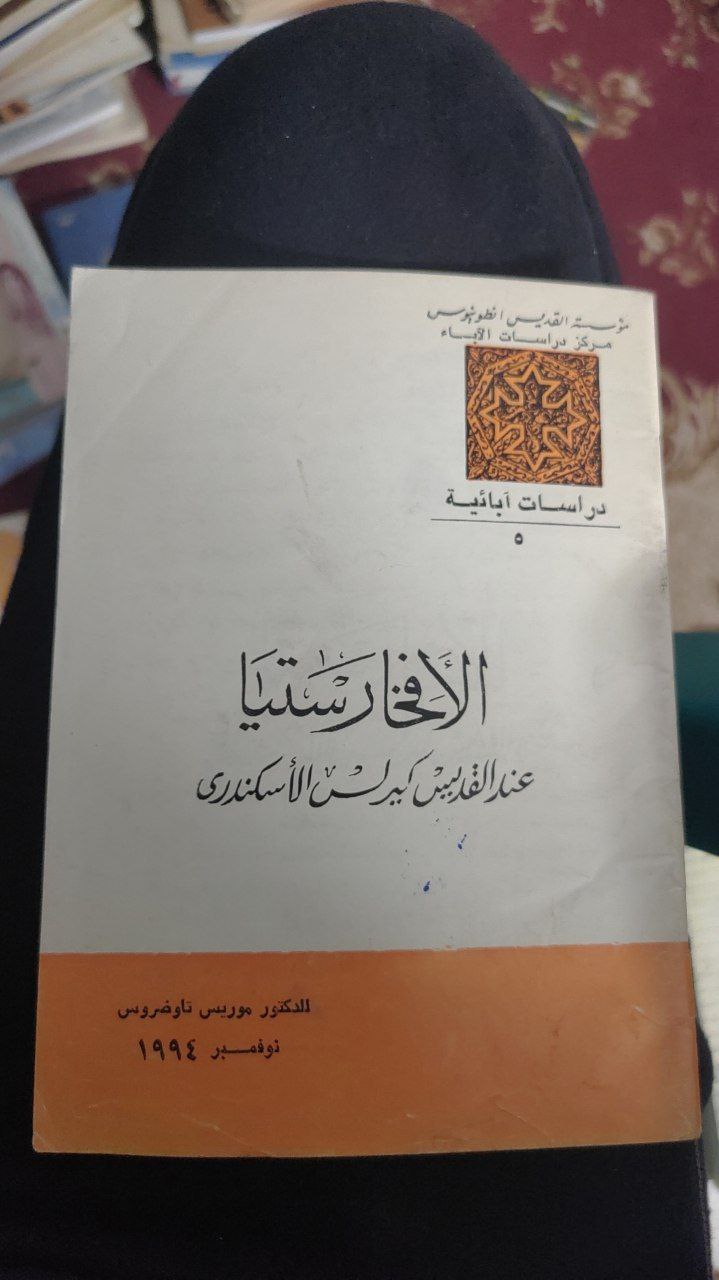 مؤسسة القديس انطونيوس
مركز دراسات الآباء
دراسات آبائية
٥
الأفخارستيا
عند القديس كيرلس الأسكندرى
للدكتور موريس تاوضروس
نوفمبر ١٩٩٤